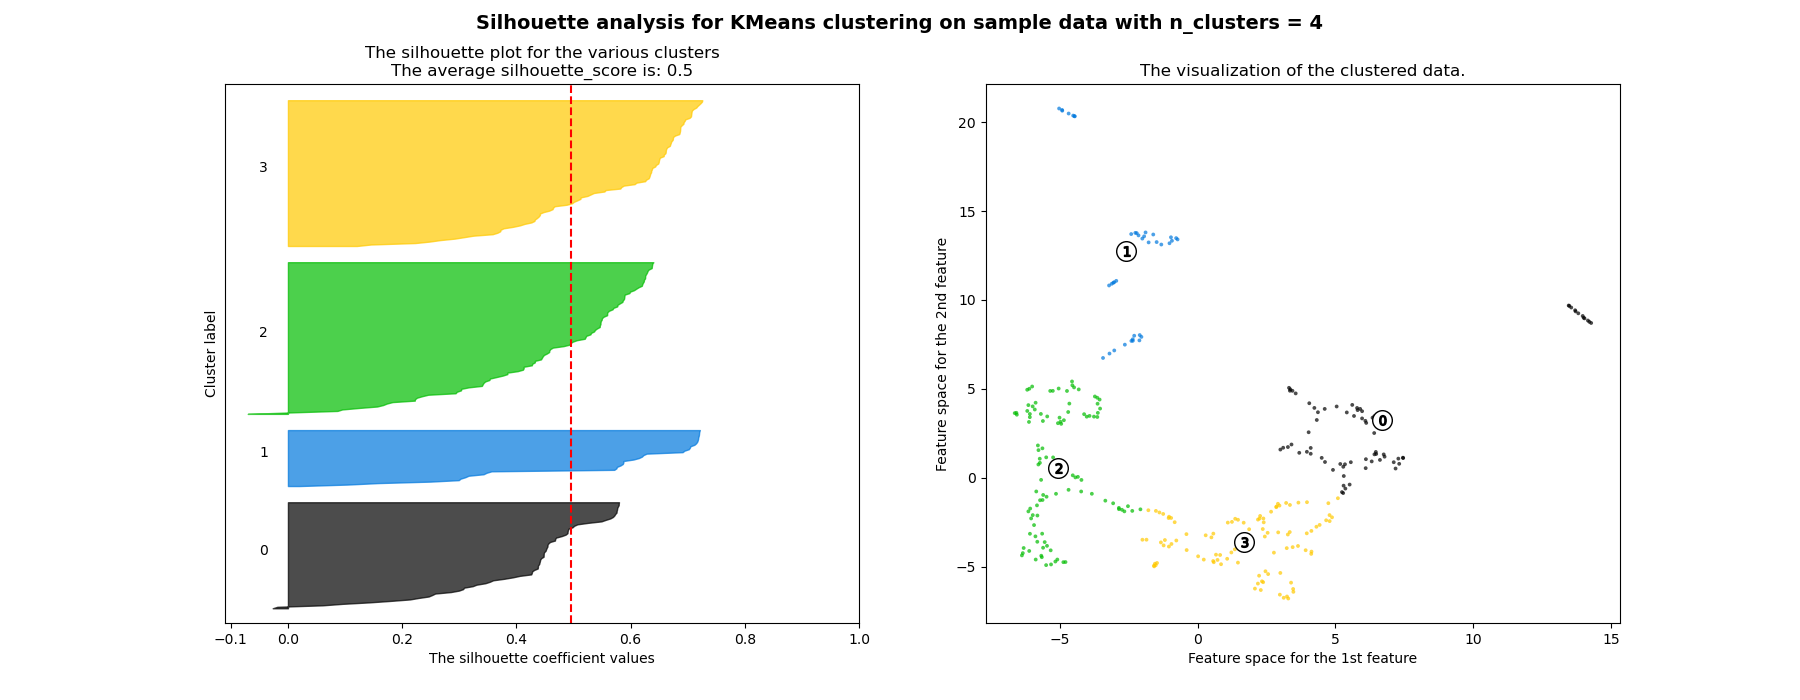 Silhouette analysis for KMeans clustering on sample data with n_clusters = 4
The silhouette plot for the various clusters
The average silhouette_score is: 0.5
3
2
1
0
Cluster label
−0.1 0.0 0.2 0.4 0.6 0.8 1.0
The silhouette coefficient values
The visualization of the clustered data.
20
15
10
5
0
−5
Feature space for the 2nd feature
1
0
2
3
−5 0 5 10 15
Feature space for the 1st feature